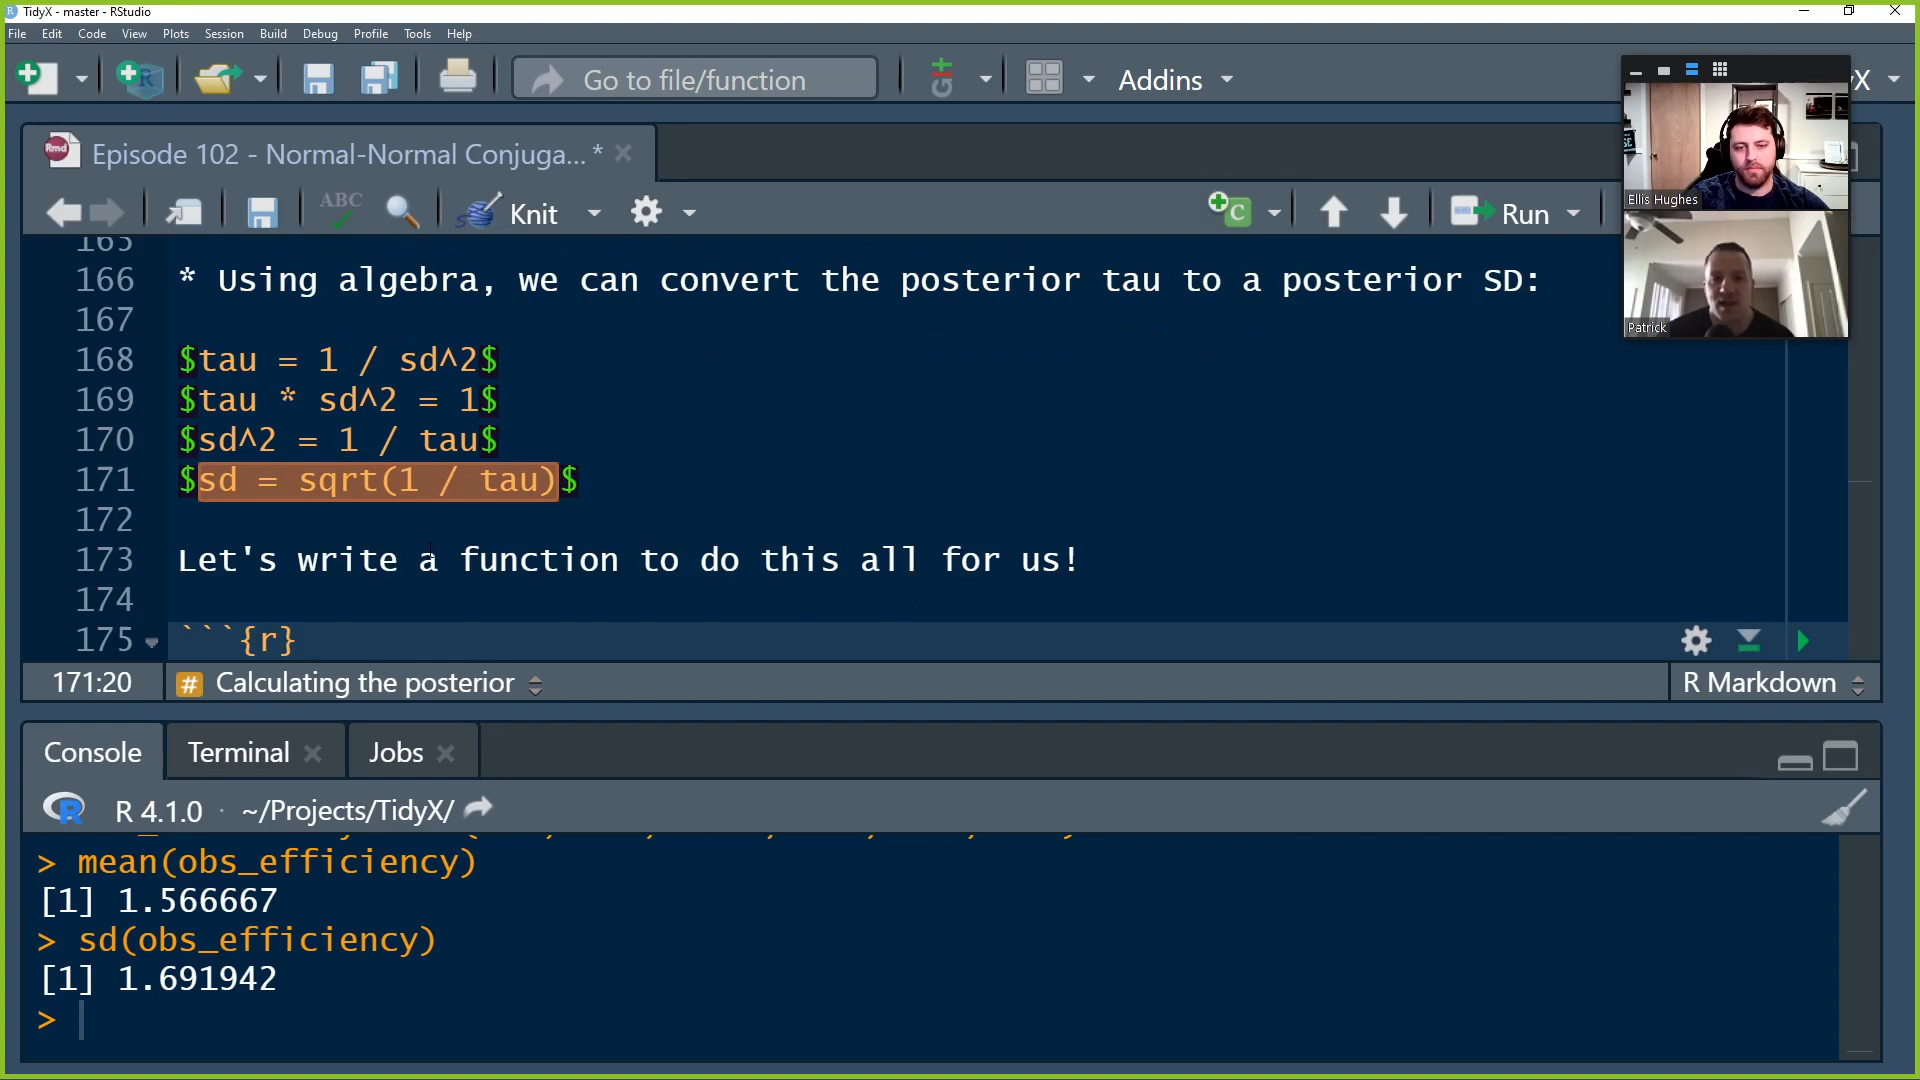 TidyX - master - RStudio
File Edit Code View Plots Session Build Debug Profile Tools Help
Go to file/function
Addins
X
Ellis Hughes
Patrick
Rmd
Episode 102 - Normal-Normal Conjuga... *
ABC
Knit
Run
165
166 * Using algebra, we can convert the posterior tau to a posterior SD:
167
168 $tau = 1 / sd^2$
169 $tau * sd^2 = 1$
170 $sd^2 = 1 / tau$
171 $sd = sqrt(1 / tau)$
172
173 Let's write a function to do this all for us!
174
175 ```{r}
171:20 # Calculating the posterior R Markdown
Console Terminal Jobs
R 4.1.0 · ~/Projects/TidyX/
> mean(obs_efficiency)
[1] 1.566667
> sd(obs_efficiency)
[1] 1.691942
>